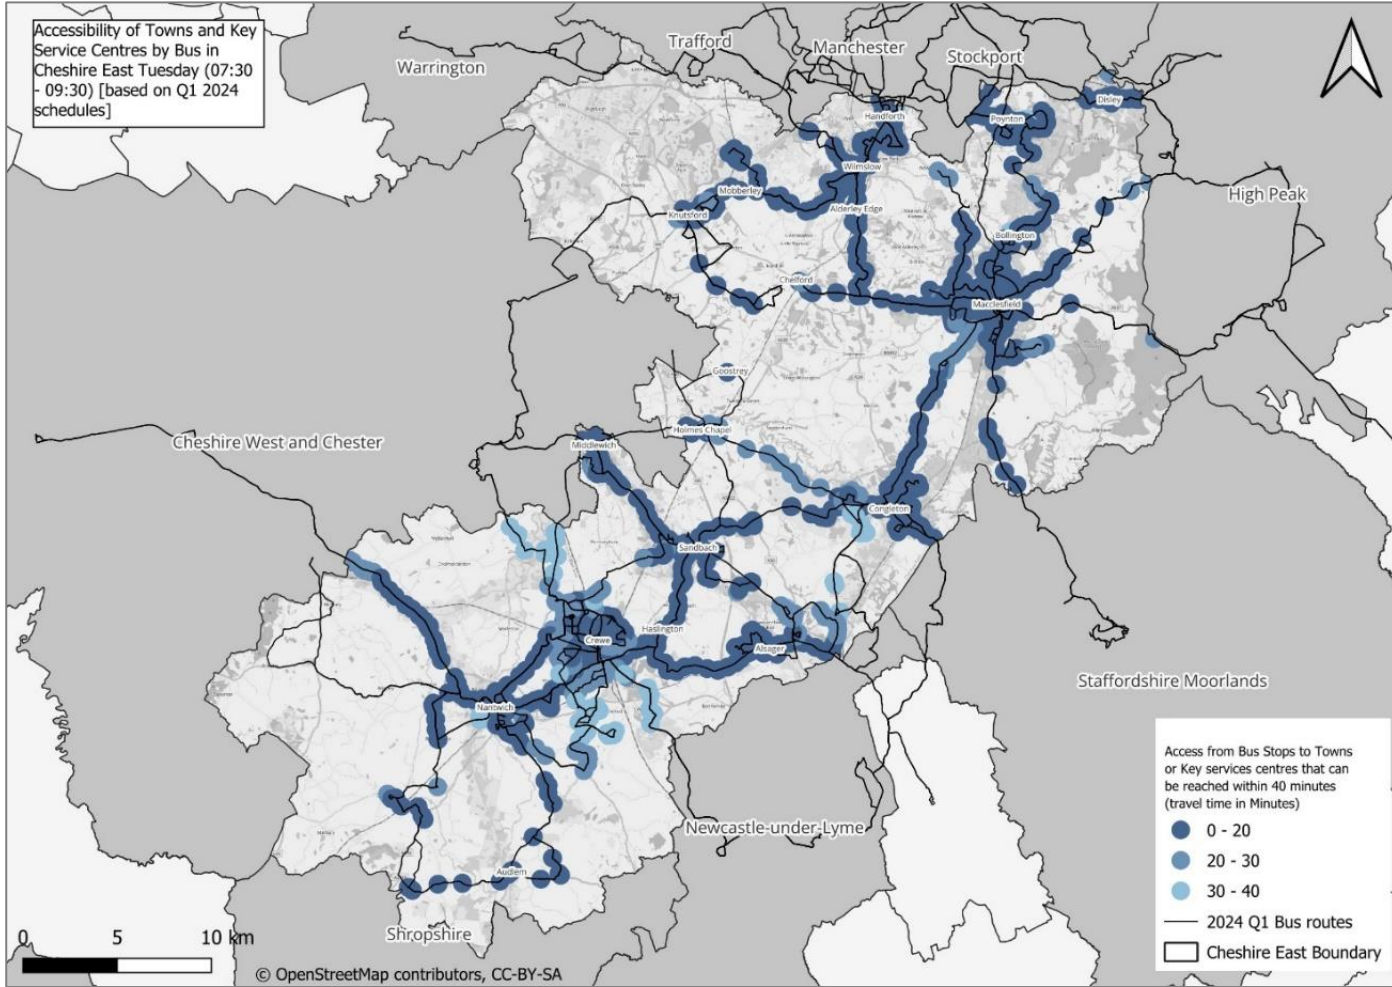 Accessibility of Towns and Key
Service Centres by Bus in
Cheshire East Tuesday (07:30
- 09:30) [based on Q1 2024
schedules]
Trafford
Manchester
Stockport
Warrington
Disley
Handforth
Poynton
Wilmslow
Mobberley
High Peak
Knutsford
Alderley Edge
Bollington
Chelford
Macclesfield
Goostrey
Holmes Chapel
Cheshire West and Chester
Middlewich
Congleton
Sandbach
Haslington
Crewe
Alsager
Staffordshire Moorlands
Nantwich
Newcastle-under-Lyme
Audlem
Shropshire
Access from Bus Stops to Towns
or Key services centres that can
be reached within 40 minutes
(travel time in Minutes)
0 - 20
20 - 30
30 - 40
2024 Q1 Bus routes
Cheshire East Boundary
0 5 10 km
© OpenStreetMap contributors, CC-BY-SA